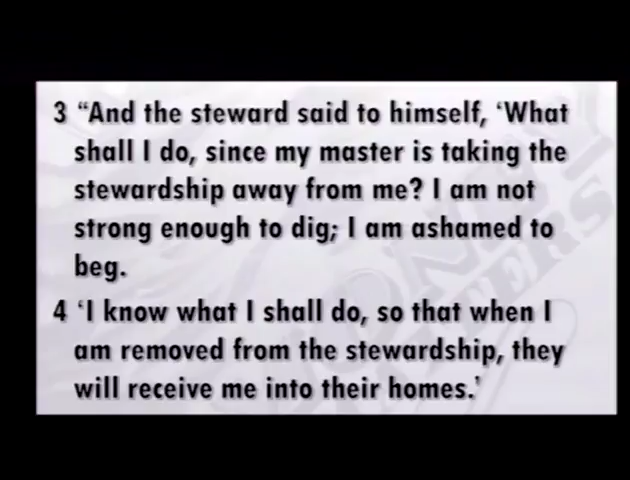 3 “And the steward said to himself, ‘What
shall I do, since my master is taking the
stewardship away from me? I am not
strong enough to dig; I am ashamed to
beg.
4 ‘I know what I shall do, so that when I
am removed from the stewardship, they
will receive me into their homes.’